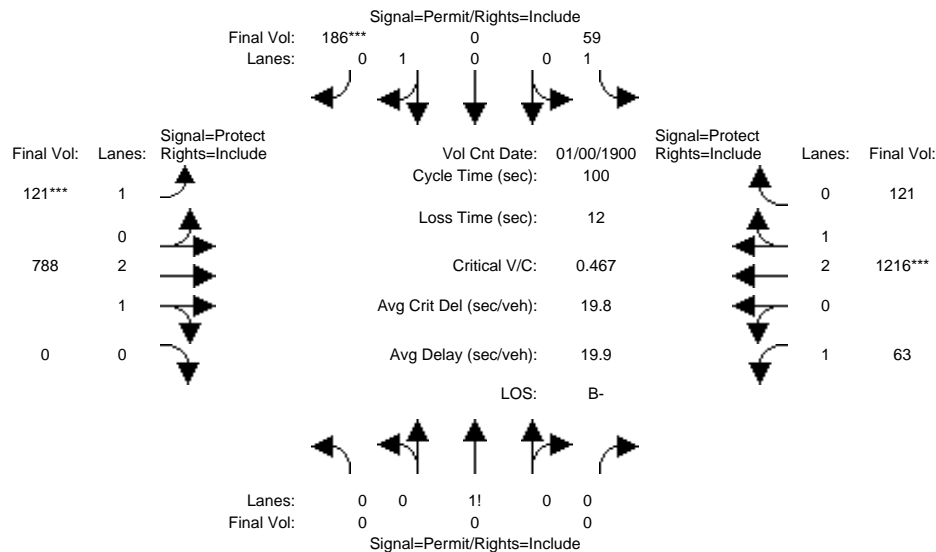 Signal=Permit/Rights=Include
Final Vol: 186*** 0 59
Lanes: 0 1 0 0 1
Signal=Protect
Final Vol: Lanes: Rights=Include
Vol Cnt Date: 01/00/1900
Signal=Protect
Rights=Include Lanes: Final Vol:
Cycle Time (sec): 100
121*** 1
0 121
Loss Time (sec): 12
0
1
788 2
Critical V/C: 0.467
2 1216***
1
Avg Crit Del (sec/veh): 19.8
0
0 0
Avg Delay (sec/veh): 19.9
1 63
LOS: B-
Lanes: 0 0 1! 0 0
Final Vol: 0 0 0
Signal=Permit/Rights=Include